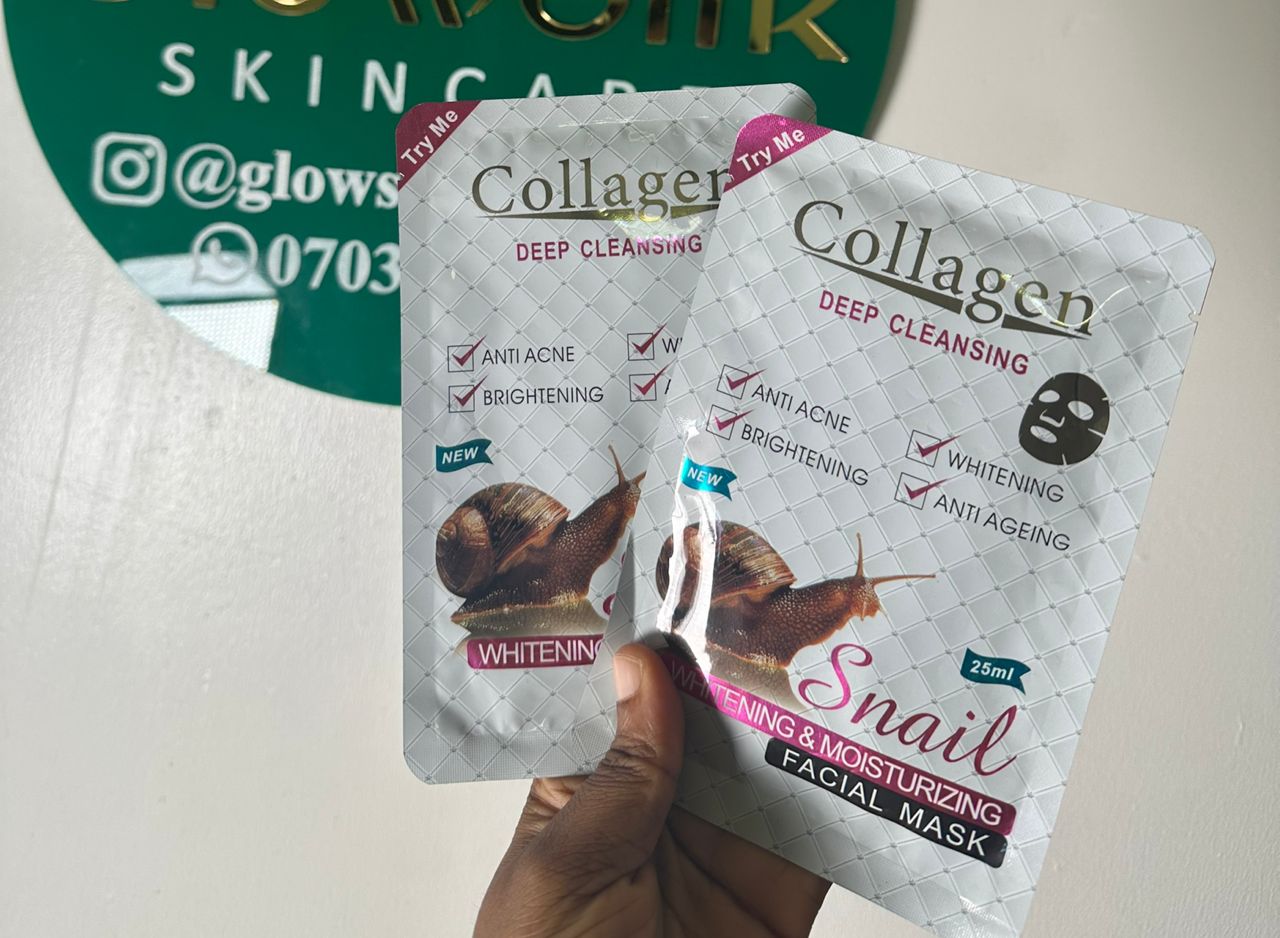 SKINCARE
@glows
0703
Try Me
Collagen
DEEP CLEANSING
ANTI ACNE
BRIGHTENING
NEW
WHITENING
Try Me
Collagen
DEEP CLEANSING
ANTI ACNE
BRIGHTENING
WHITENING
ANTI AGEING
NEW
25ml
Snail
WHITENING & MOISTURIZING
FACIAL MASK